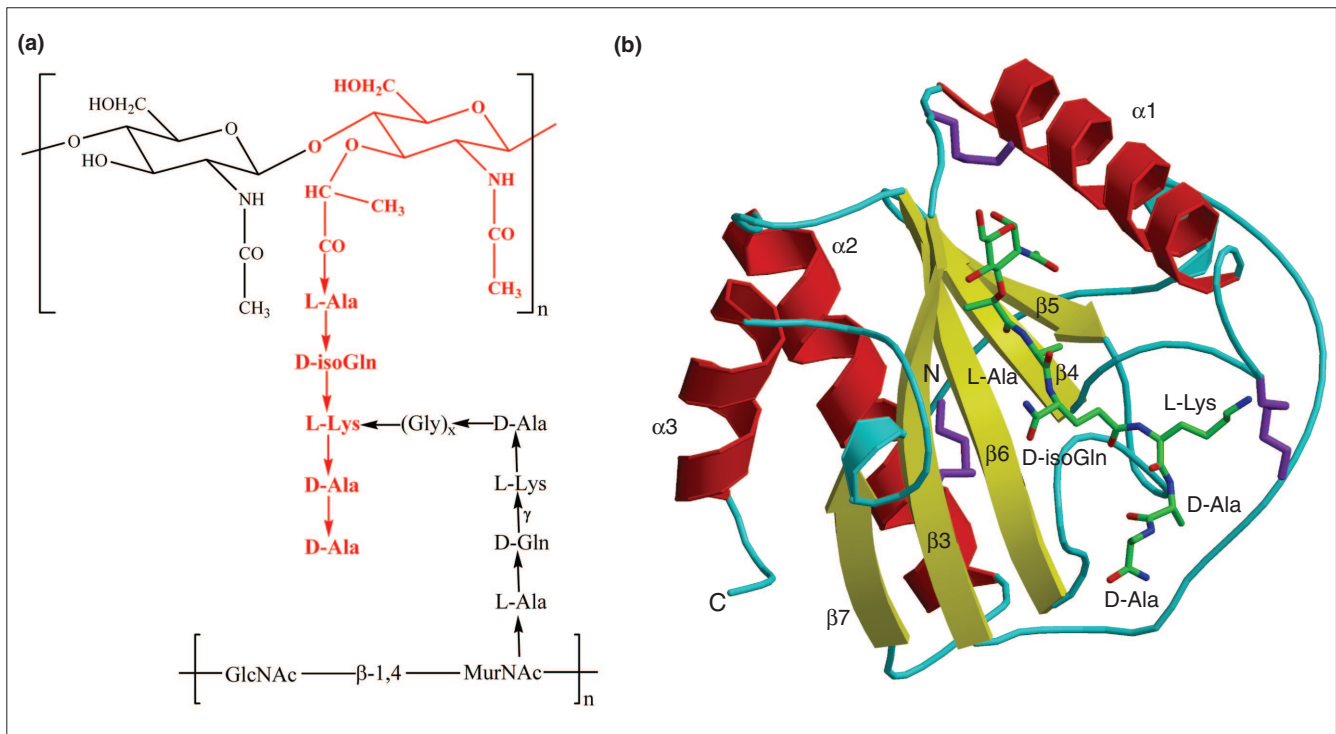 (a)
HOH₂C
O
O
HO
NH
CO
CH₃
HOH₂C
O
O
O
HC
CH₃
NH
CO
CH₃
CO
n
L-Ala
D-isoGln
L-Lys
(Gly)ₓ
D-Ala
D-Ala
L-Lys
γ
D-Ala
D-Gln
L-Ala
GlcNAc
β-1,4
MurNAc
n
(b)
α1
α2
β5
N
L-Ala
β4
L-Lys
α3
D-isoGln
β6
D-Ala
β3
C
D-Ala
β7